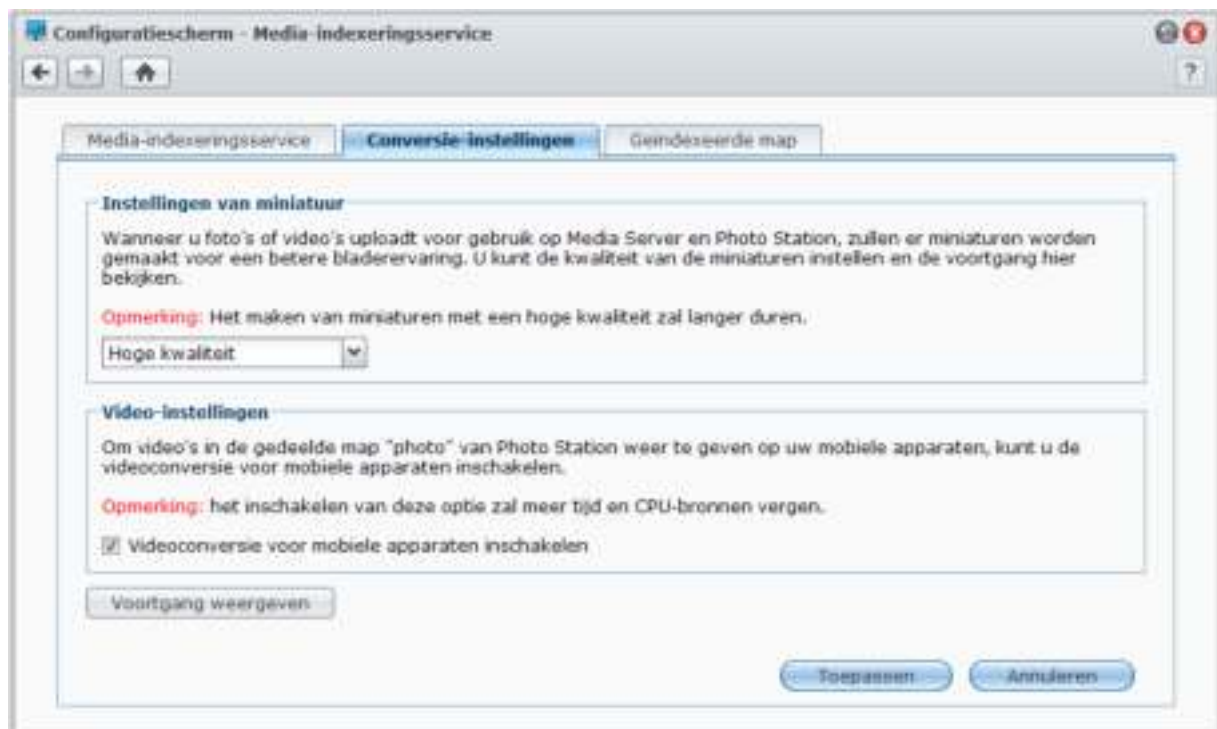 Configuratiescherm - Media-indexeringsservice
?
Media-indexeringsservice
Conversie-instellingen
Geïndexeerde map
Instellingen van miniatuur
Wanneer u foto's of video's uploadt voor gebruik op Media Server en Photo Station, zullen er miniaturen worden
gemaakt voor een betere bladerervaring. U kunt de kwaliteit van de miniaturen instellen en de voortgang hier
bekijken.
Opmerking: Het maken van miniaturen met een hoge kwaliteit zal langer duren.
Hoge kwaliteit
Video-instellingen
Om video's in de gedeelde map "photo" van Photo Station weer te geven op uw mobiele apparaten, kunt u de
videoconversie voor mobiele apparaten inschakelen.
Opmerking: het inschakelen van deze optie zal meer tijd en CPU-bronnen vergen.
Videoconversie voor mobiele apparaten inschakelen
Voortgang weergeven
Toepassen
Annuleren